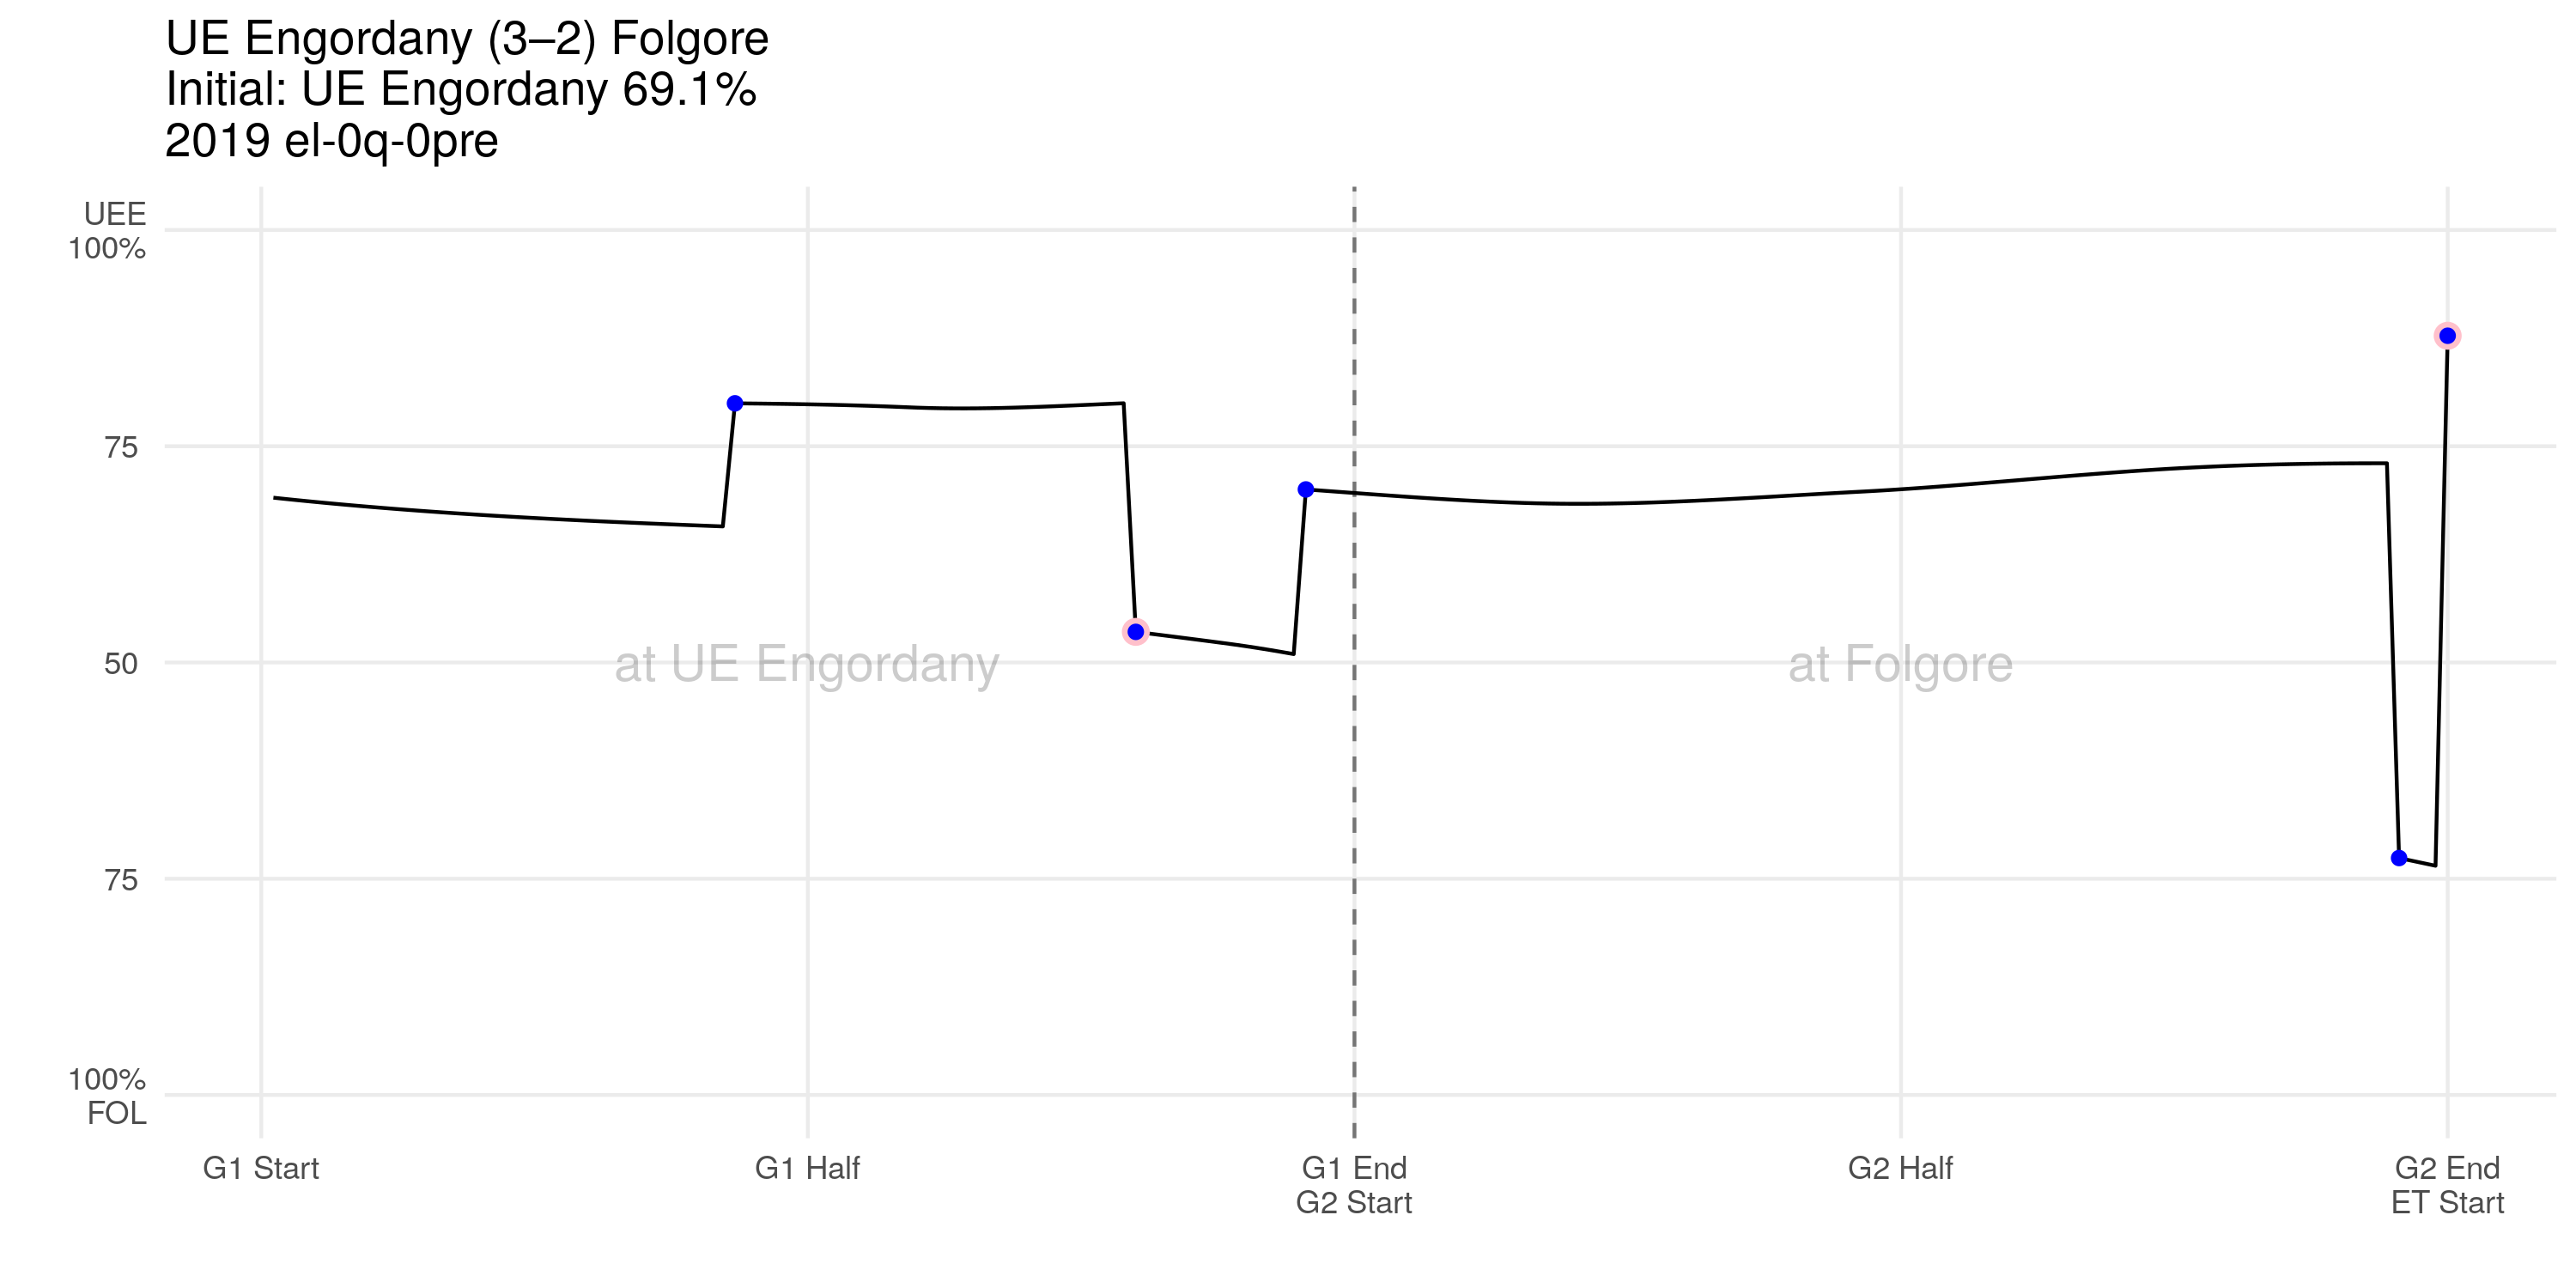 UE Engordany (3–2) Folgore
Initial: UE Engordany 69.1%
2019 el-0q-0pre
UEE
100%
75
50
75
100%
FOL
at UE Engordany
at Folgore
G1 Start
G1 Half
G1 End
G2 Start
G2 Half
G2 End
ET Start